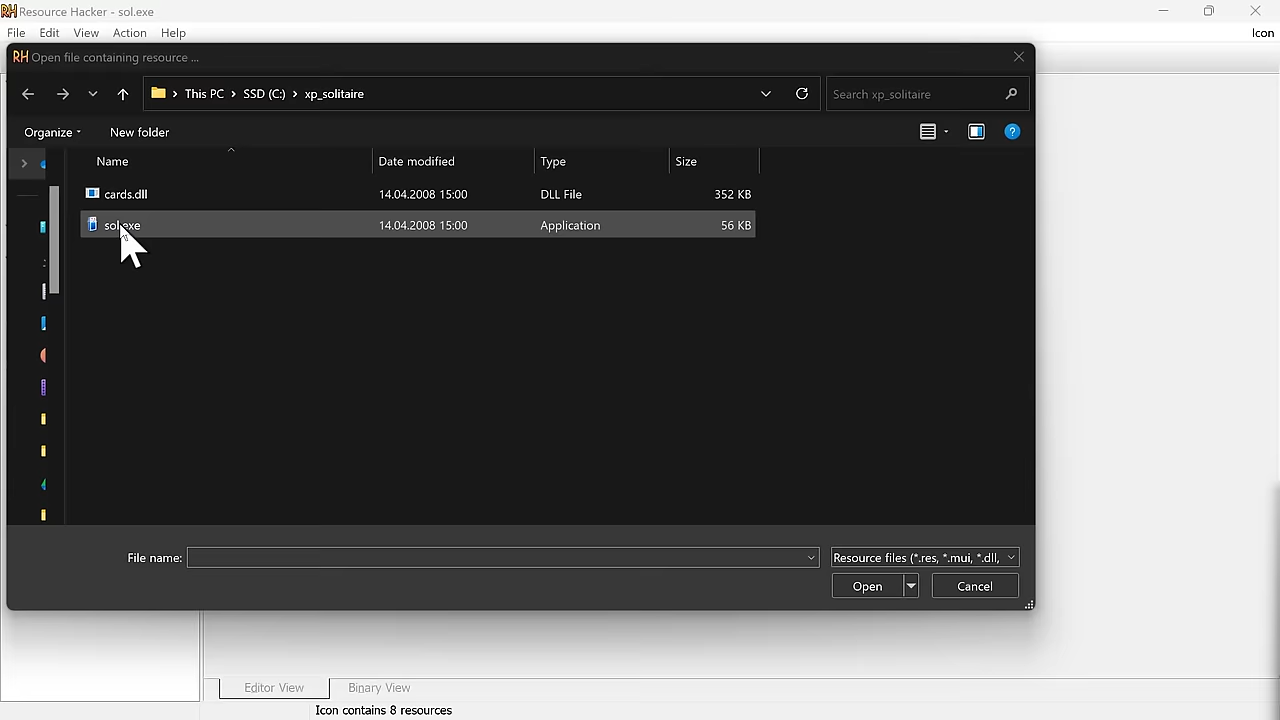 RH Resource Hacker - sol.exe
File Edit View Action Help
Icon
RH Open file containing resource ...
This PC > SSD (C:) > xp_solitaire
Search xp_solitaire
Organize New folder
Name Date modified Type Size
cards.dll 14.04.2008 15:00 DLL File 352 KB
sol.exe 14.04.2008 15:00 Application 56 KB
File name: Resource files (*.res, *.mui, *.dll,
Open Cancel
Editor View Binary View
Icon contains 8 resources